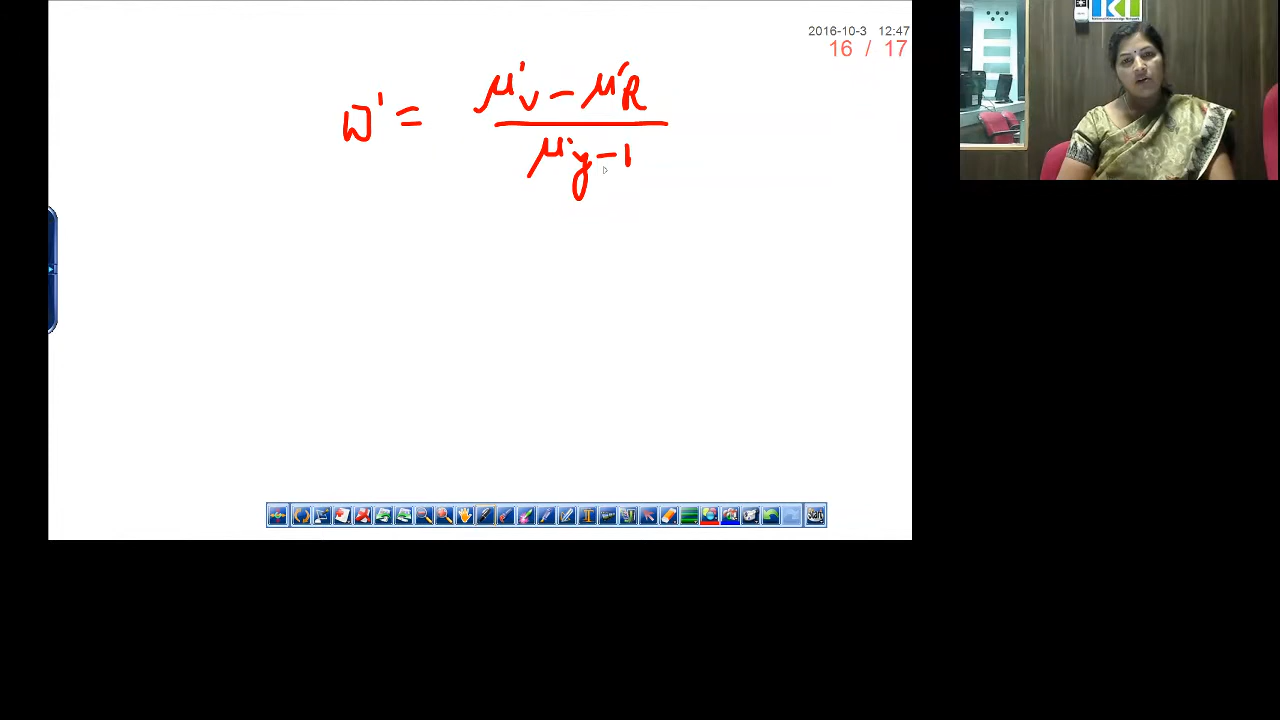 2016-10-3 12:47
16 / 17
ω' = (μ'v − μ'R) / (μ'y − 1)